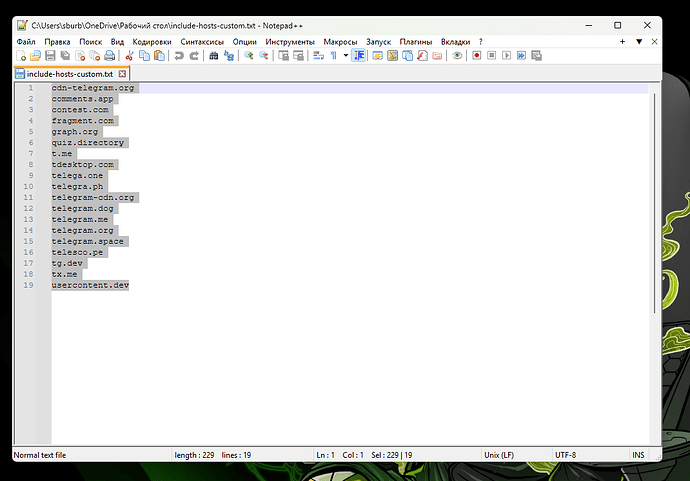 C:\Users\sburb\OneDrive\Рабочий стол\include-hosts-custom.txt - Notepad++
Файл Правка Поиск Вид Кодировки Синтаксисы Опции Инструменты Макросы Запуск Плагины Вкладки ?
include-hosts-custom.txt
1 cdn-telegram.org
2 comments.app
3 contest.com
4 fragment.com
5 graph.org
6 quiz.directory
7 t.me
8 tdesktop.com
9 telega.one
10 telegra.ph
11 telegram-cdn.org
12 telegram.dog
13 telegram.me
14 telegram.org
15 telegram.space
16 telesco.pe
17 tg.dev
18 tx.me
19 usercontent.dev
Normal text file length : 229 lines : 19 Ln : 1 Col : 1 Sel : 229 | 19 Unix (LF) UTF-8 INS